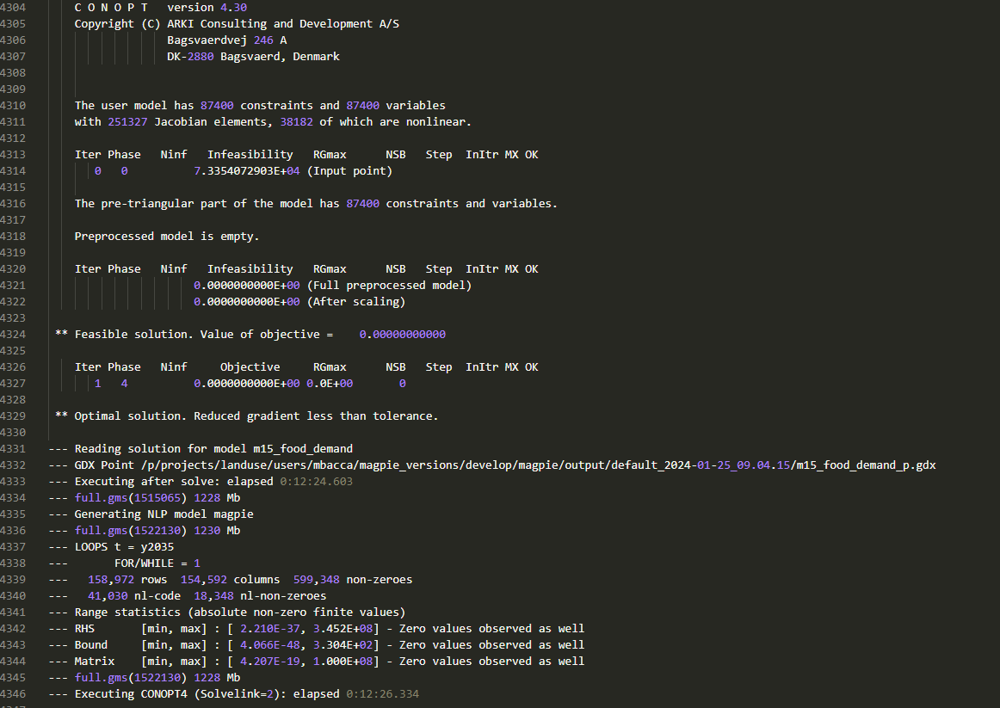 4304 C O N O P T version 4.30
4305 Copyright (C) ARKI Consulting and Development A/S
4306 Bagsvaerdvej 246 A
4307 DK-2880 Bagsvaerd, Denmark
4308
4309
4310 The user model has 87400 constraints and 87400 variables
4311 with 251327 Jacobian elements, 38182 of which are nonlinear.
4312
4313 Iter Phase Ninf Infeasibility RGmax NSB Step InItr MX OK
4314 0 0 7.3354072903E+04 (Input point)
4315
4316 The pre-triangular part of the model has 87400 constraints and variables.
4317
4318 Preprocessed model is empty.
4319
4320 Iter Phase Ninf Infeasibility RGmax NSB Step InItr MX OK
4321 0.0000000000E+00 (Full preprocessed model)
4322 0.0000000000E+00 (After scaling)
4323
4324 ** Feasible solution. Value of objective = 0.00000000000
4325
4326 Iter Phase Ninf Objective RGmax NSB Step InItr MX OK
4327 1 4 0.0000000000E+00 0.0E+00 0
4328
4329 ** Optimal solution. Reduced gradient less than tolerance.
4330
4331 --- Reading solution for model m15_food_demand
4332 --- GDX Point /p/projects/landuse/users/mbacca/magpie_versions/develop/magpie/output/default_2024-01-25_09.04.15/m15_food_demand_p.gdx
4333 --- Executing after solve: elapsed 0:12:24.603
4334 --- full.gms(1515065) 1228 Mb
4335 --- Generating NLP model magpie
4336 --- full.gms(1522130) 1230 Mb
4337 --- LOOPS t = y2035
4338 --- FOR/WHILE = 1
4339 --- 158,972 rows 154,592 columns 599,348 non-zeroes
4340 --- 41,030 nl-code 18,348 nl-non-zeroes
4341 --- Range statistics (absolute non-zero finite values)
4342 --- RHS [min, max] : [ 2.210E-37, 3.452E+08] - Zero values observed as well
4343 --- Bound [min, max] : [ 4.066E-48, 3.304E+02] - Zero values observed as well
4344 --- Matrix [min, max] : [ 4.207E-19, 1.000E+08] - Zero values observed as well
4345 --- full.gms(1522130) 1228 Mb
4346 --- Executing CONOPT4 (Solvelink=2): elapsed 0:12:26.334